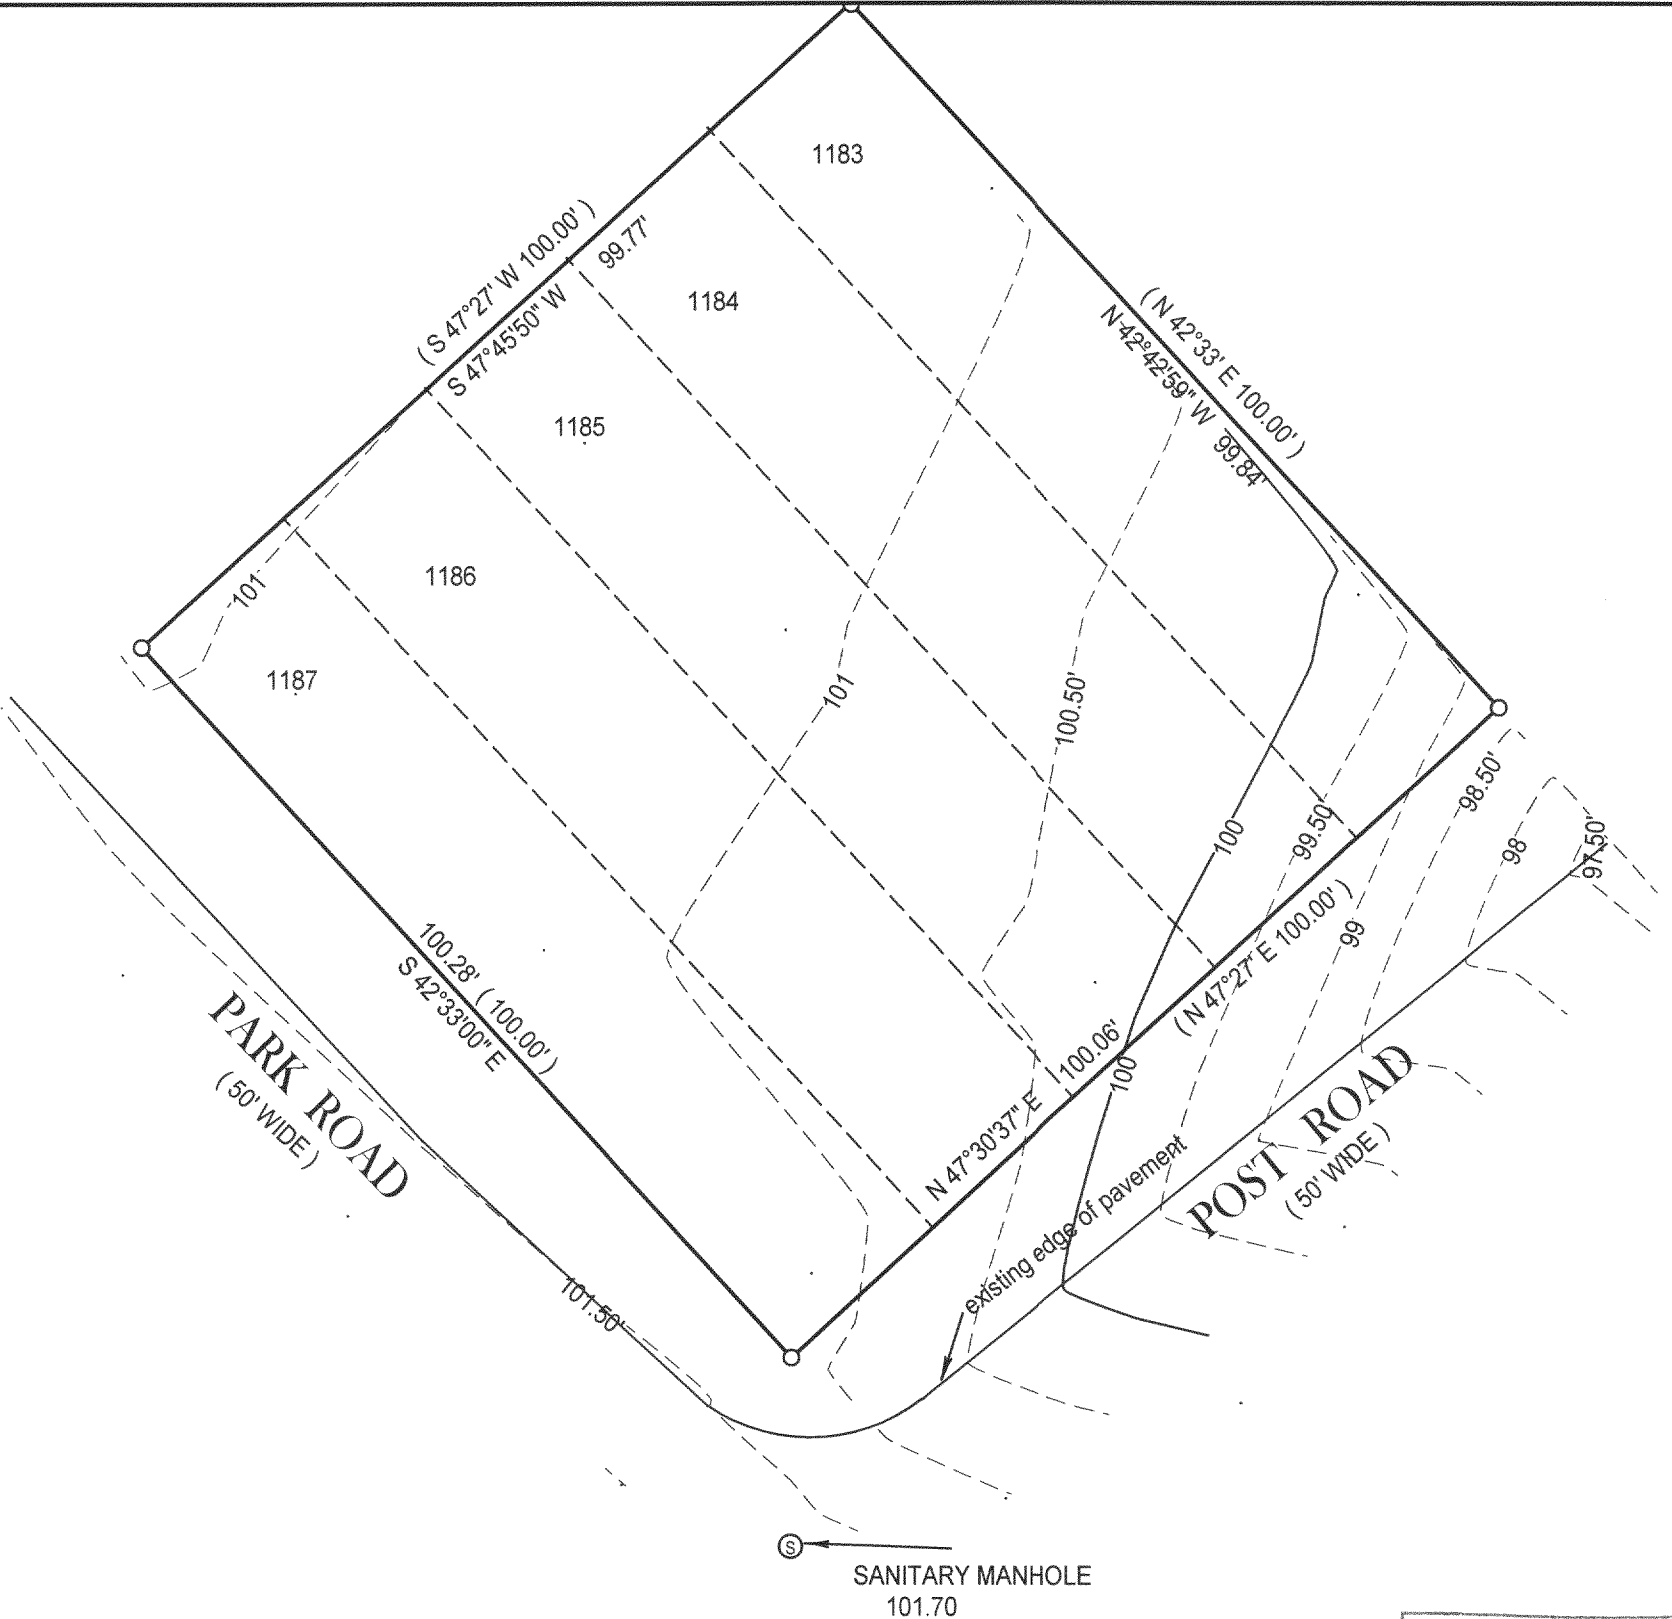 1183
( S 47°27' W 100.00' )
99.77'
S 47°45'50" W
1184
( N 42°33' E 100.00' )
N 42°42'59" W 99.84'
1185
1186
101
1187
101
100.50'
98.50'
100
99.50'
98
97.50'
99
( N 47°27' E 100.00' )
100.28' ( 100.00' )
S 42°33'00" E
PARK ROAD
( 50' WIDE )
N 47°30'37" E 100.06'
100
POST ROAD
( 50' WIDE )
existing edge of pavement
101.50'
S
SANITARY MANHOLE
101.70